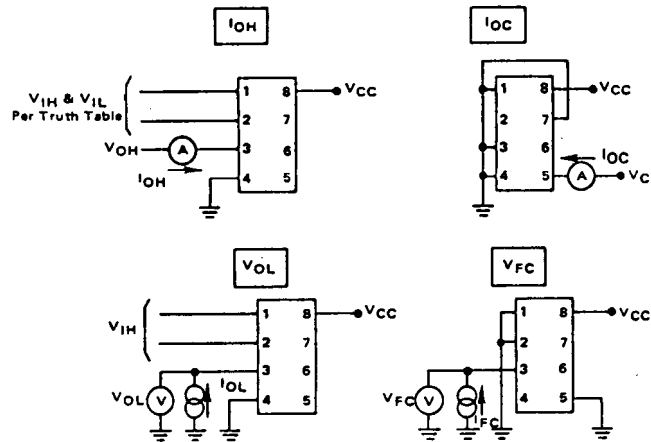 IOH
IOC
VIH & VIL
Per Truth Table
VOH
A
IOH
1 8
2 7
3 6
4 5
VCC
1 8
2 7
3 6
4 5
VCC
IOC
A
VC
VOL
VFC
VIH
VOL
V
IOL
1 8
2 7
3 6
4 5
VCC
VFC
V
IFC
1 8
2 7
3 6
4 5
VCC